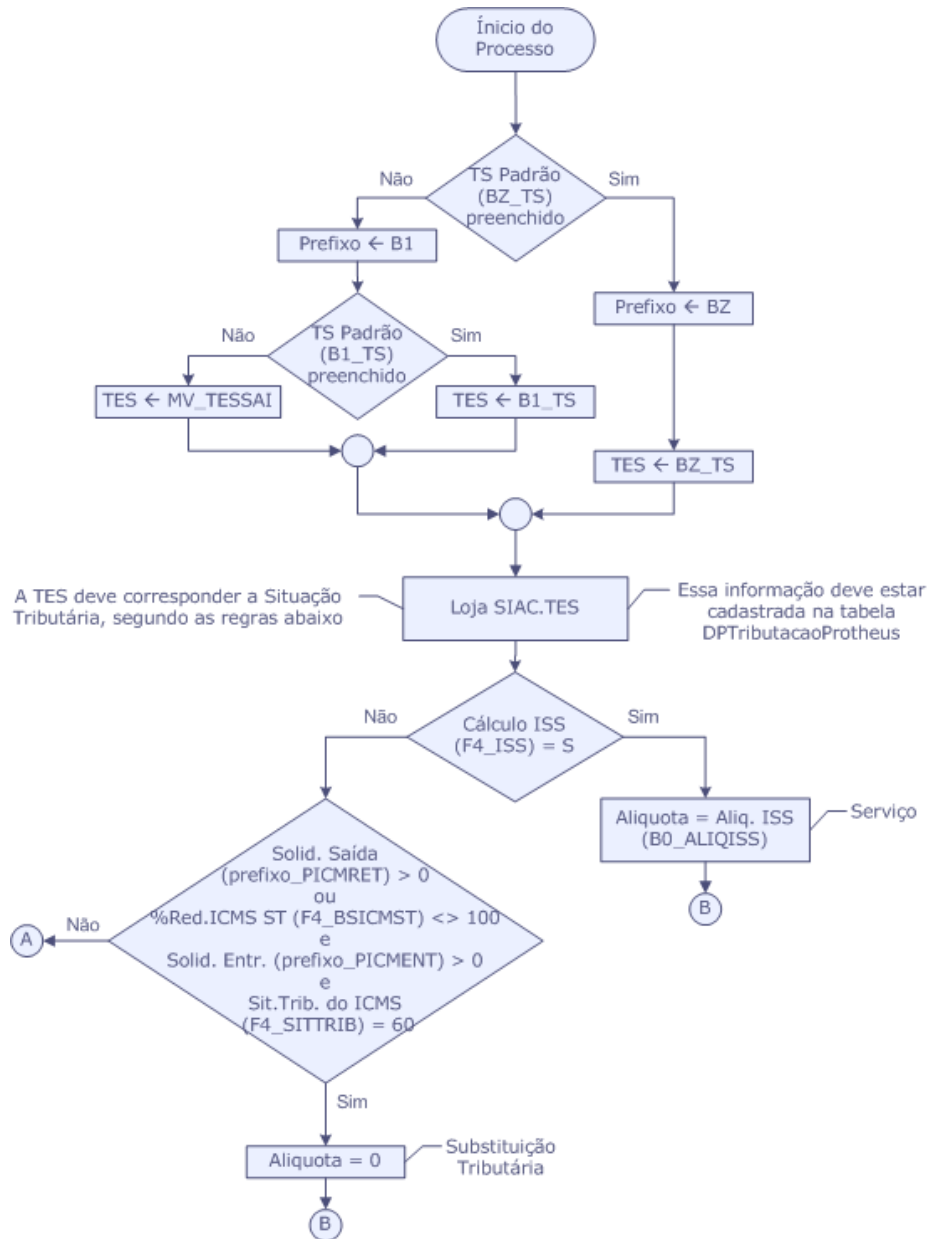 Ínicio do
Processo
TS Padrão
(BZ_TS)
preenchido
Não
Sim
Prefixo ← B1
Prefixo ← BZ
TS Padrão
(B1_TS)
preenchido
Não
Sim
TES ← MV_TESSAI
TES ← B1_TS
TES ← BZ_TS
A TES deve corresponder a Situação
Tributária, segundo as regras abaixo
Loja SIAC.TES
Essa informação deve estar
cadastrada na tabela
DPTributacaoProtheus
Cálculo ISS
(F4_ISS) = S
Não
Sim
Aliquota = Aliq. ISS
(B0_ALIQISS)
Serviço
B
Solid. Saída
(prefixo_PICMRET) > 0
ou
%Red.ICMS ST (F4_BSICMST) <> 100
e
Solid. Entr. (prefixo_PICMENT) > 0
e
Sit.Trib. do ICMS
(F4_SITTRIB) = 60
Não
A
Sim
Aliquota = 0
Substituição
Tributária
B